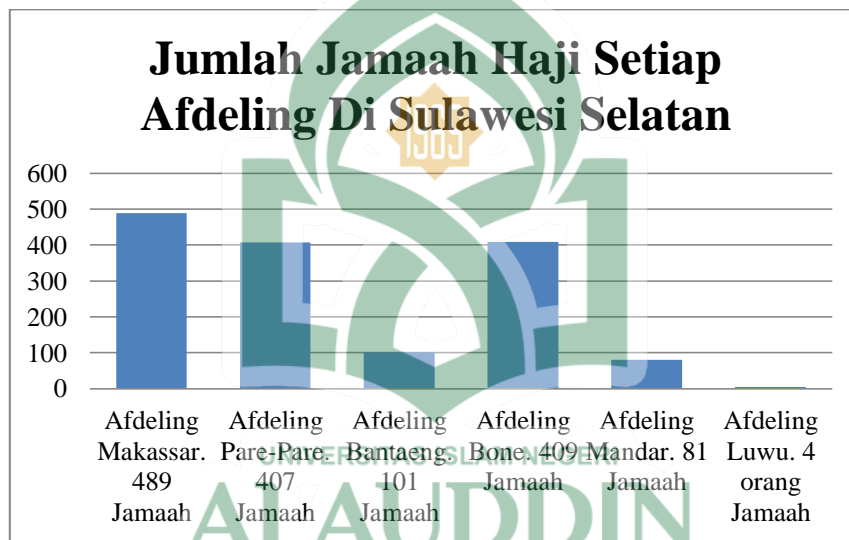 Jumlah Jamaah Haji Setiap
Afdeling Di Sulawesi Selatan
1965
600
500
400
300
200
100
0
Afdeling
Makassar.
489
Jamaah
Afdeling
Pare-Pare.
407
Jamaah
Afdeling
Bantaeng.
101
Jamaah
Afdeling
Bone. 409
Jamaah
Afdeling
Mandar. 81
Jamaah
Afdeling
Luwu. 4
orang
Jamaah
UNIVERSITAS ISLAM NEGERI
ALAUDDIN